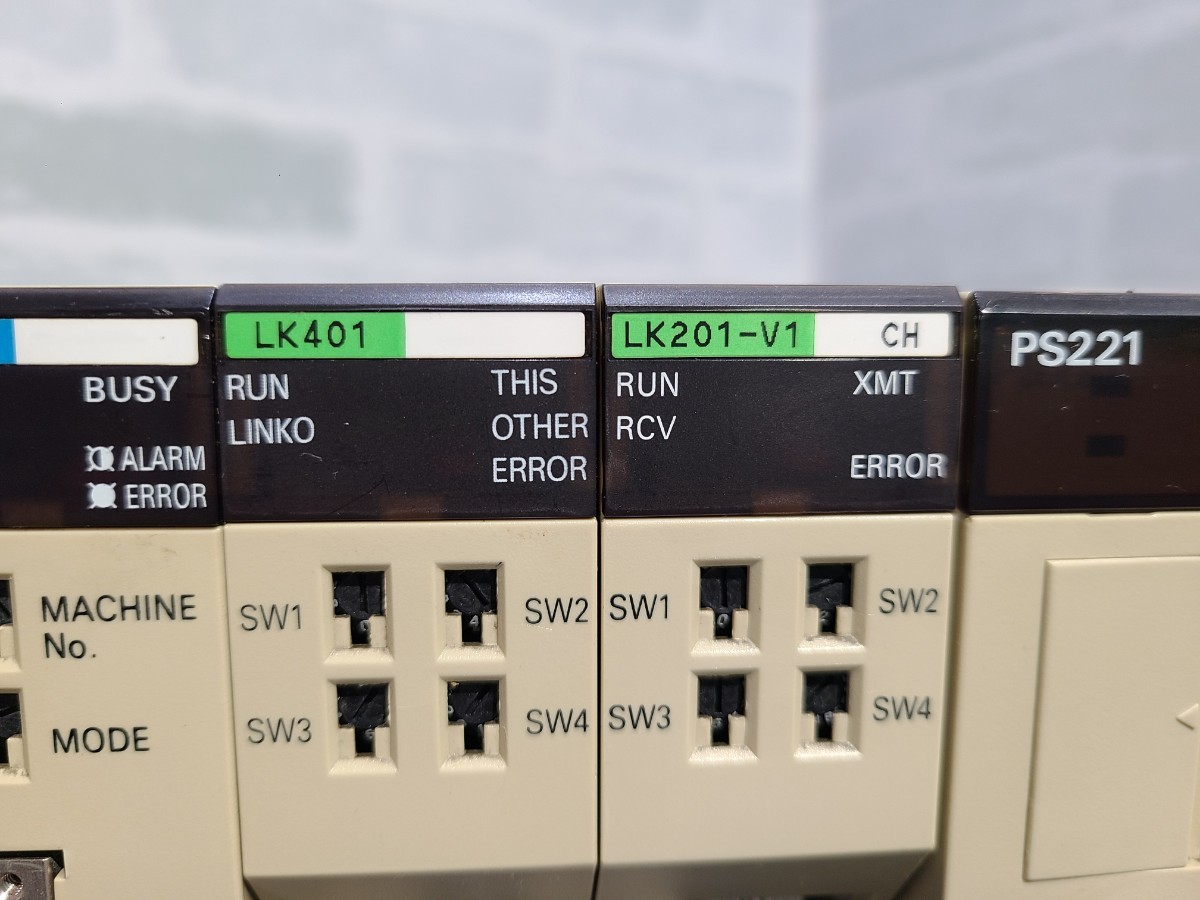 BUSY
ALARM
ERROR
MACHINE
No.
MODE
LK401
RUN THIS
LINKO OTHER
ERROR
SW1 SW2
SW3 SW4
LK201-V1 CH
RUN XMT
RCV
ERROR
SW1 SW2
SW3 SW4
PS221